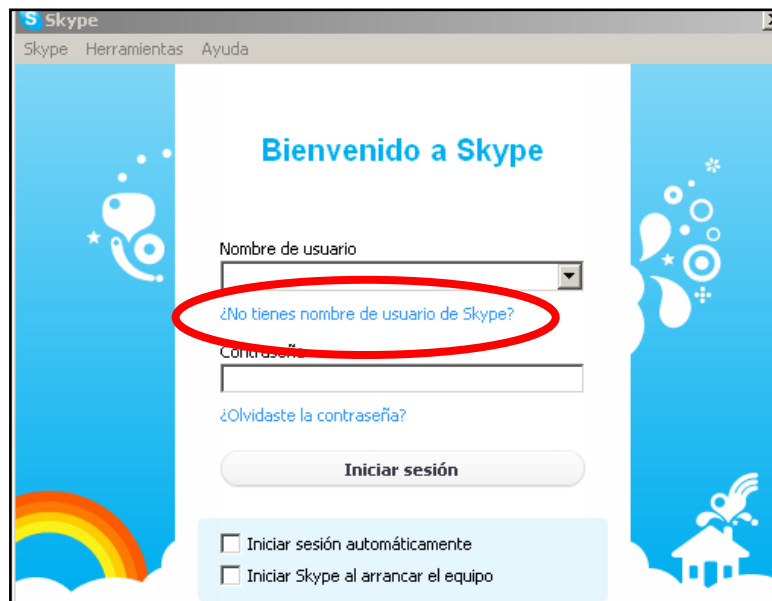 S Skype
Skype Herramientas Ayuda
Bienvenido a Skype
Nombre de usuario
¿No tienes nombre de usuario de Skype?
Contraseña
¿Olvidaste la contraseña?
Iniciar sesión
Iniciar sesión automáticamente
Iniciar Skype al arrancar el equipo